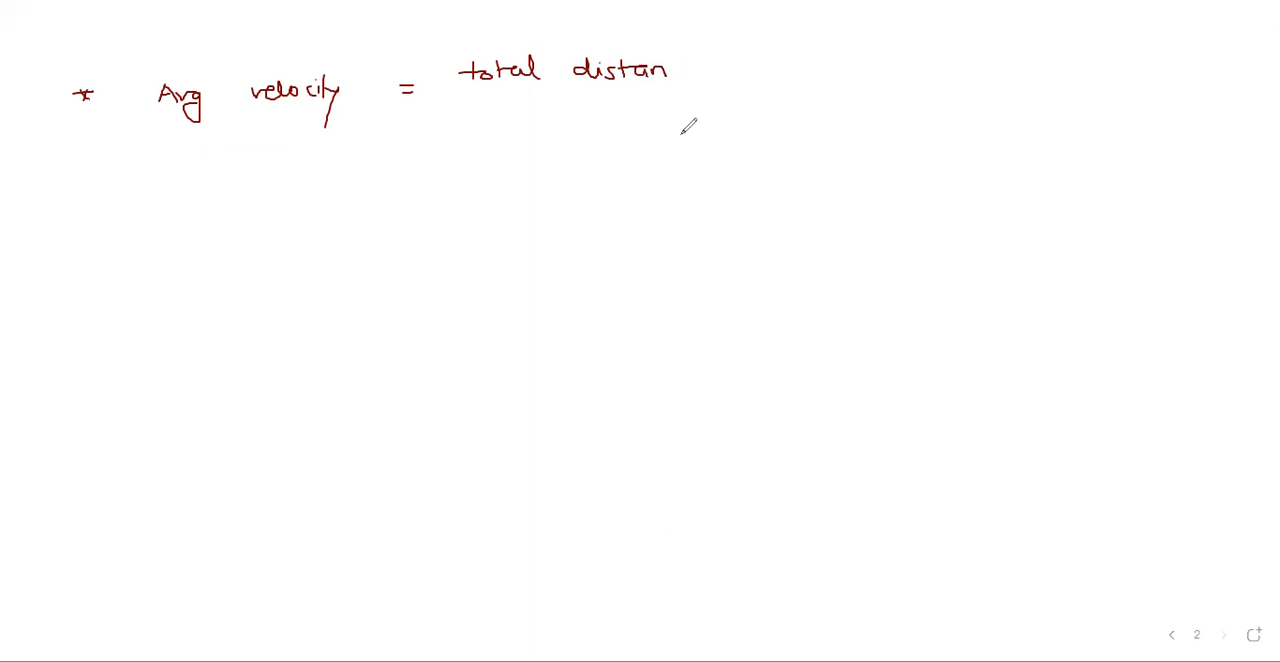 * Avg velocity = total distan
2